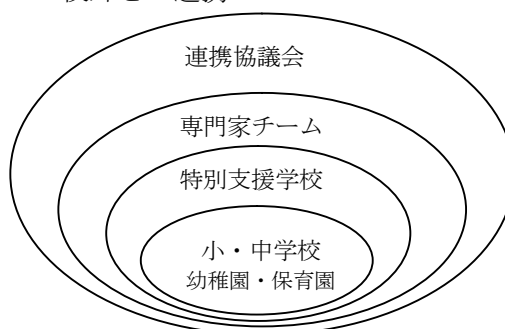 連携協議会
専門家チーム
特別支援学校
小・中学校
幼稚園・保育園